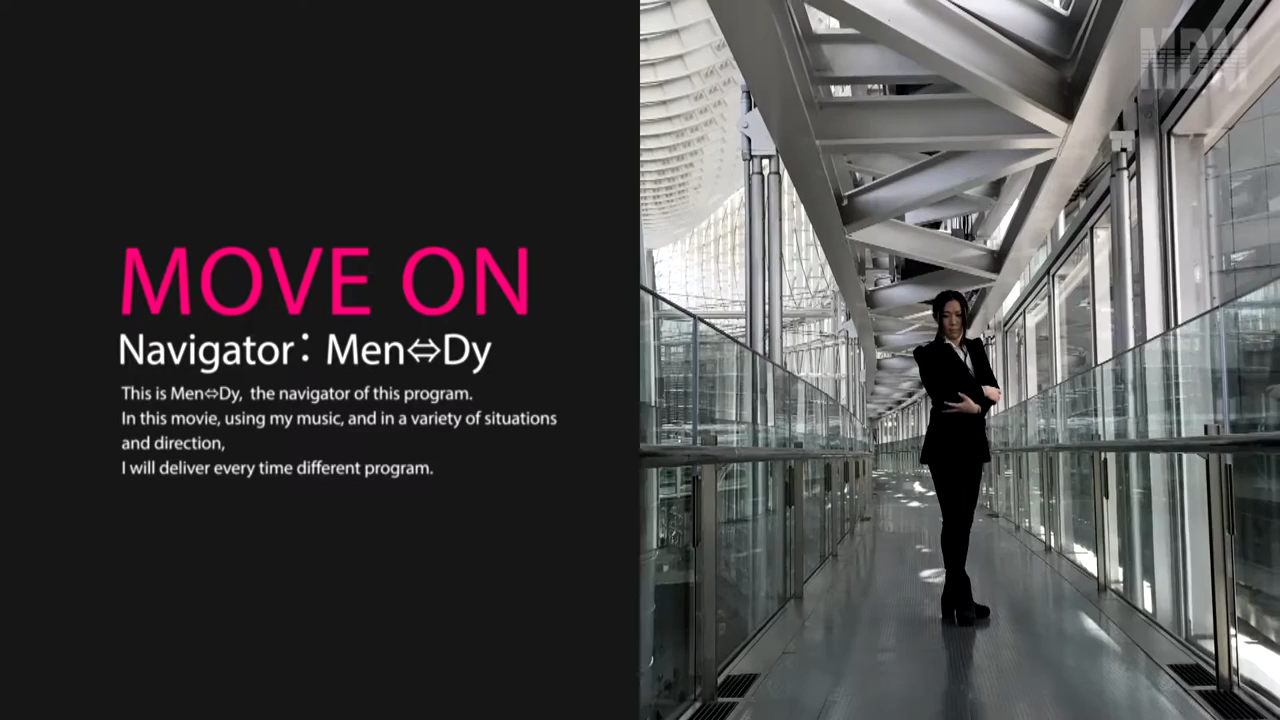 MDM
MOVE ON
Navigator： Men⇔Dy
This is Men⇔Dy, the navigator of this program.
In this movie, using my music, and in a variety of situations
and direction,
I will deliver every time different program.